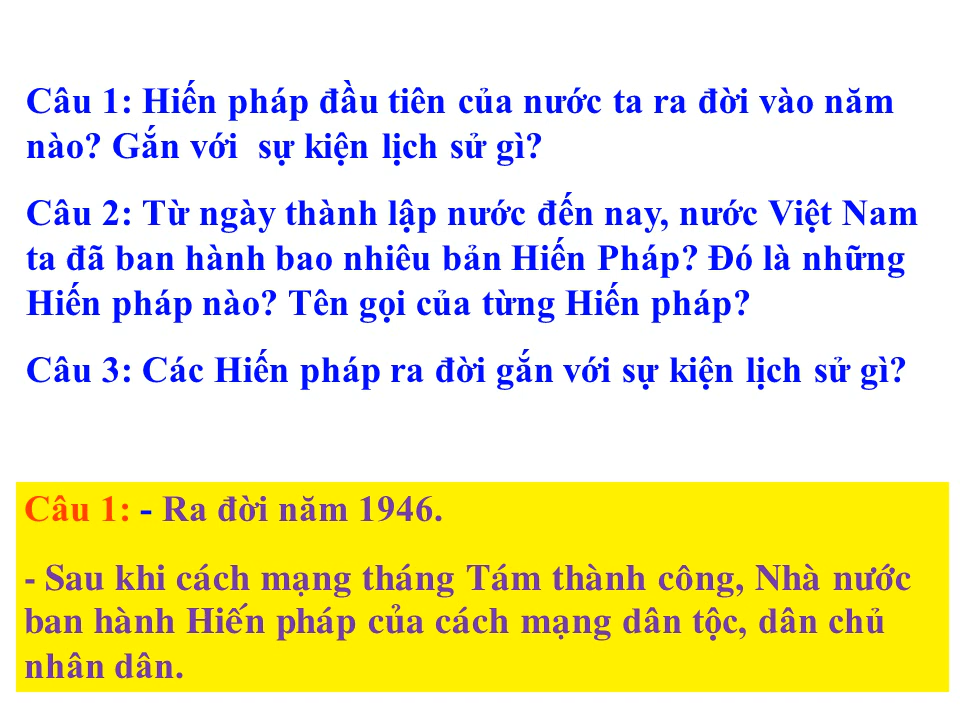 Câu 1: Hiến pháp đầu tiên của nước ta ra đời vào năm
nào? Gắn với sự kiện lịch sử gì?
Câu 2: Từ ngày thành lập nước đến nay, nước Việt Nam
ta đã ban hành bao nhiêu bản Hiến Pháp? Đó là những
Hiến pháp nào? Tên gọi của từng Hiến pháp?
Câu 3: Các Hiến pháp ra đời gắn với sự kiện lịch sử gì?
Câu 1: - Ra đời năm 1946.
- Sau khi cách mạng tháng Tám thành công, Nhà nước
ban hành Hiến pháp của cách mạng dân tộc, dân chủ
nhân dân.